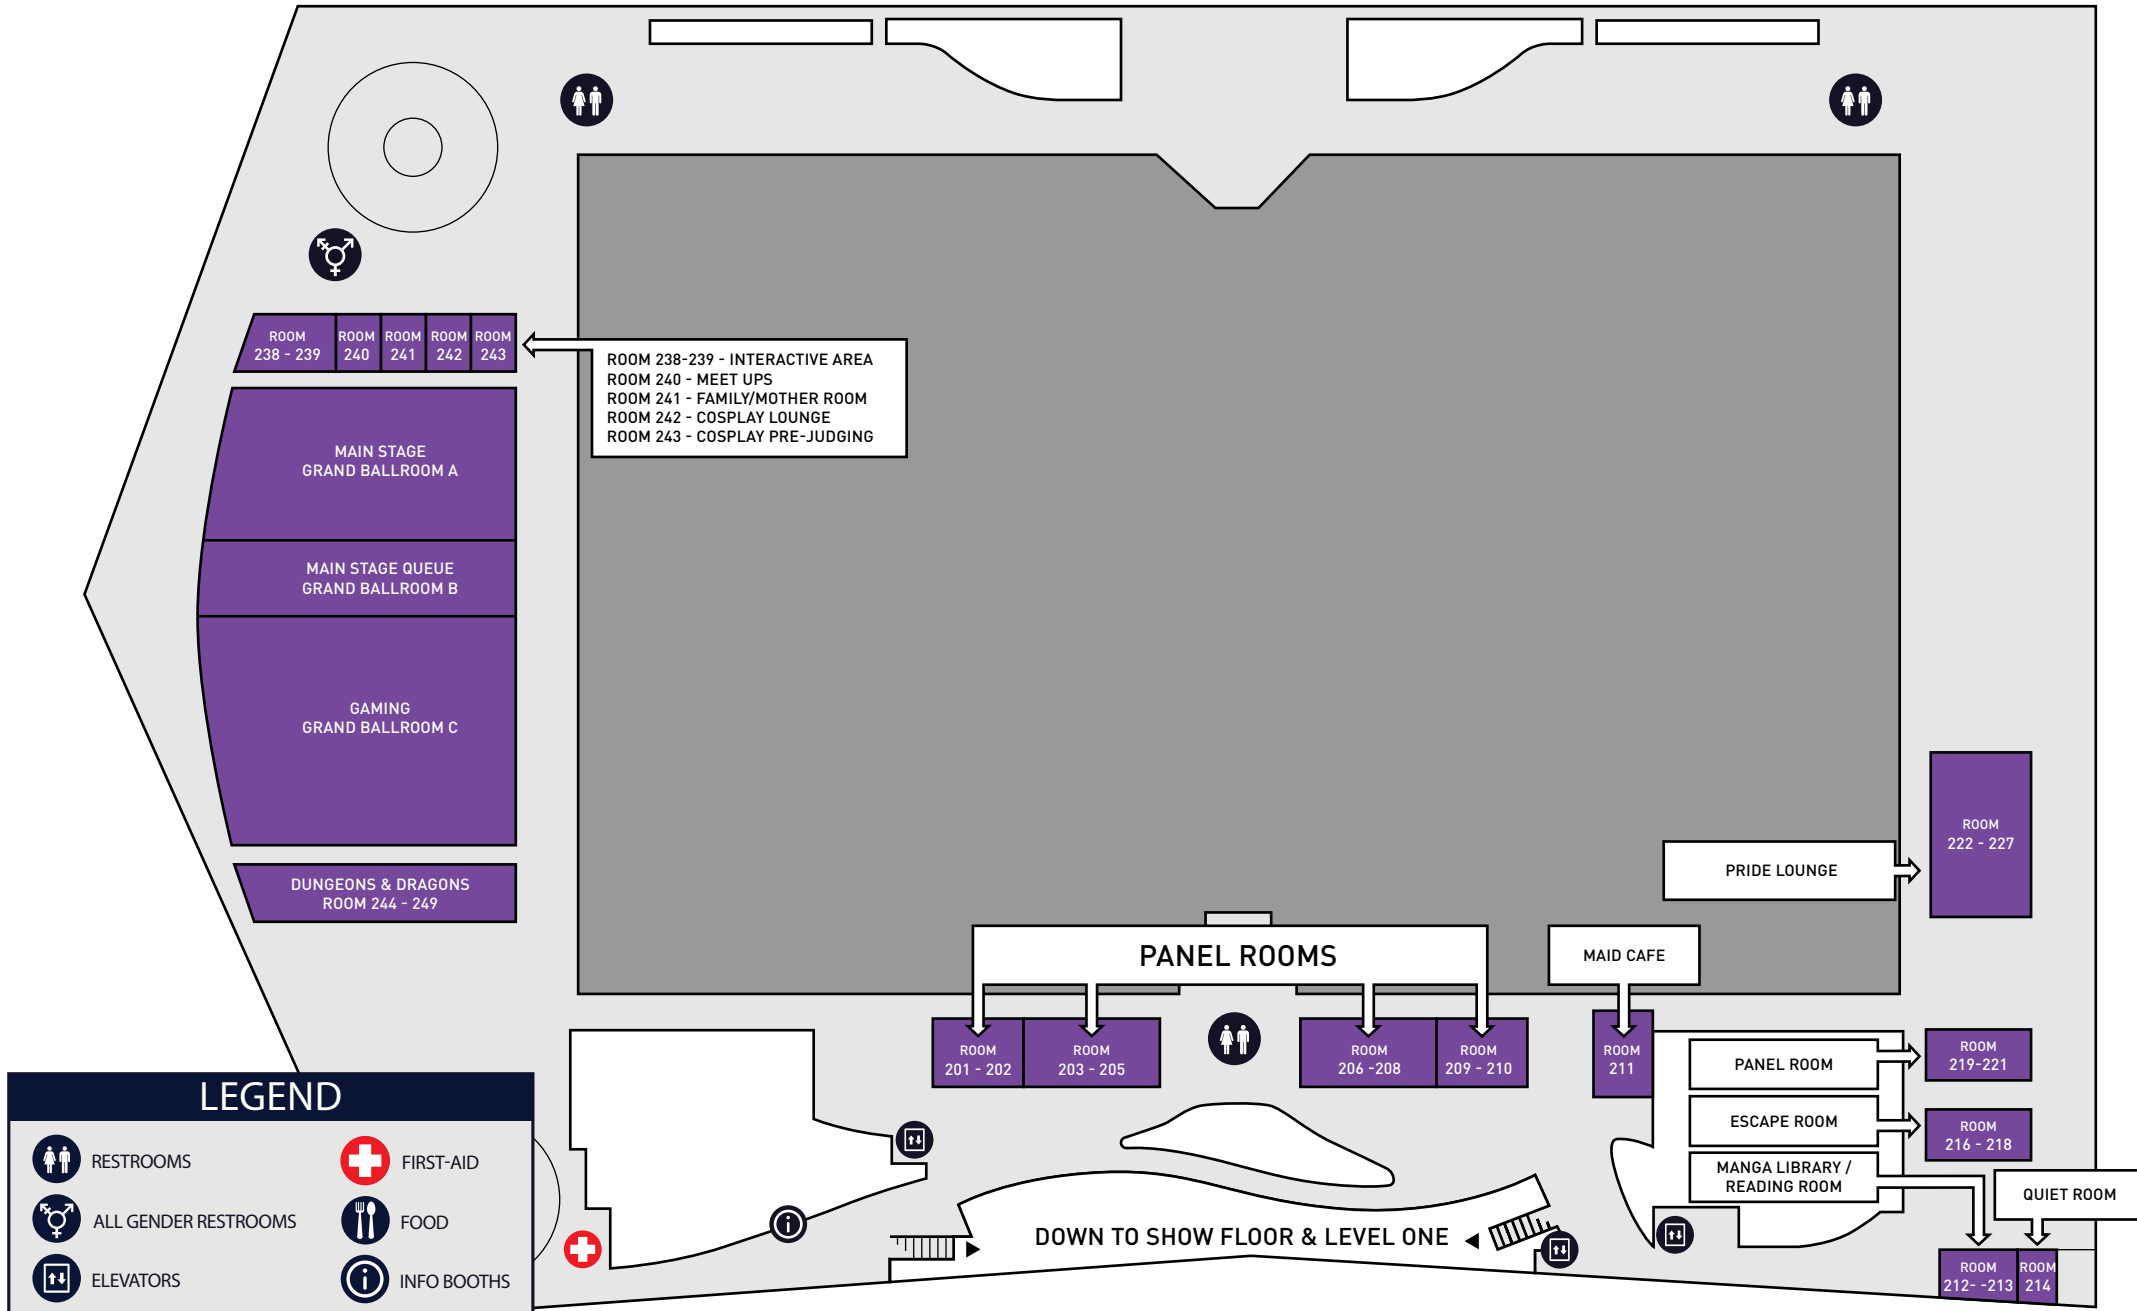 ROOM
238 - 239
ROOM
240
ROOM
241
ROOM
242
ROOM
243
ROOM 238-239 - INTERACTIVE AREA
ROOM 240 - MEET UPS
ROOM 241 - FAMILY/MOTHER ROOM
ROOM 242 - COSPLAY LOUNGE
ROOM 243 - COSPLAY PRE-JUDGING
MAIN STAGE
GRAND BALLROOM A
MAIN STAGE QUEUE
GRAND BALLROOM B
GAMING
GRAND BALLROOM C
DUNGEONS & DRAGONS
ROOM 244 - 249
ROOM
222 - 227
PRIDE LOUNGE
PANEL ROOMS
MAID CAFE
ROOM
201 - 202
ROOM
203 - 205
ROOM
206 -208
ROOM
209 - 210
ROOM
211
PANEL ROOM
ROOM
219-221
ESCAPE ROOM
ROOM
216 - 218
MANGA LIBRARY /
READING ROOM
QUIET ROOM
DOWN TO SHOW FLOOR & LEVEL ONE
ROOM
212- -213
ROOM
214
LEGEND
RESTROOMS
FIRST-AID
ALL GENDER RESTROOMS
FOOD
ELEVATORS
INFO BOOTHS